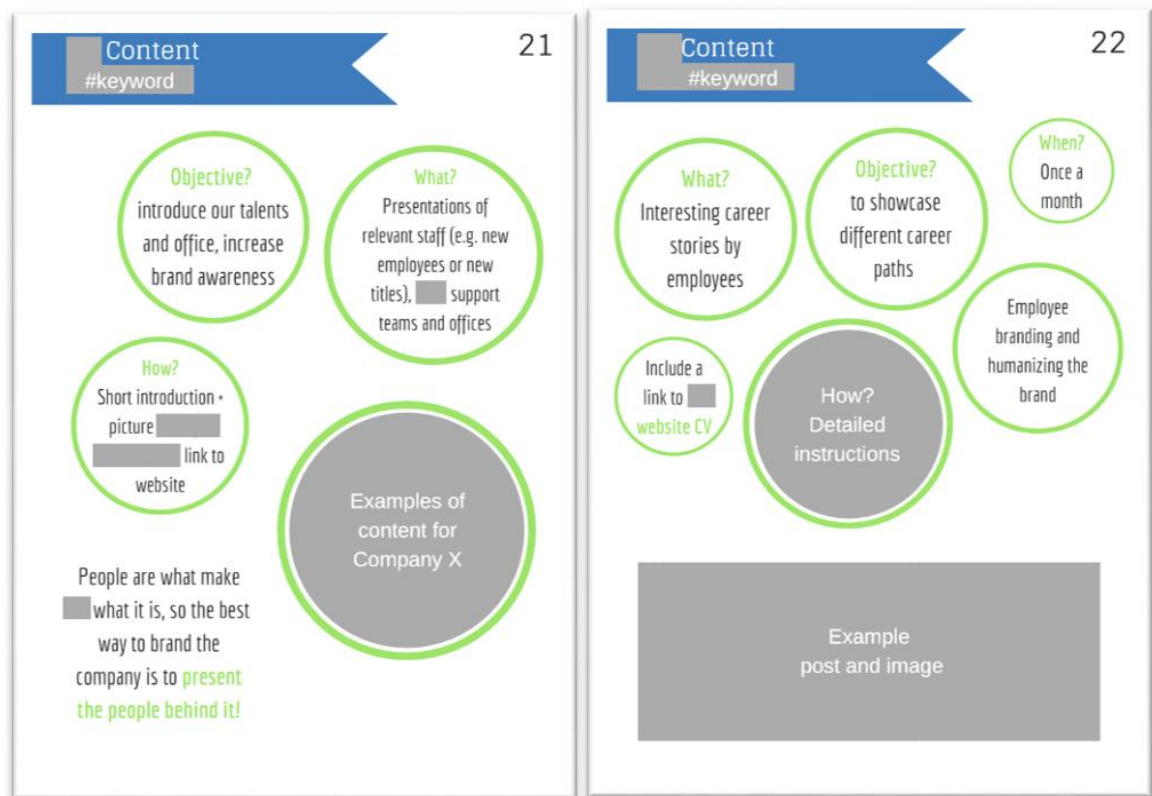 21
Content
#keyword
Objective?
introduce our talents
and office, increase
brand awareness
What?
Presentations of
relevant staff (e.g. new
employees or new
titles), support
teams and offices
How?
Short introduction +
picture
link to
website
Examples of
content for
Company X
People are what make
what it is, so the best
way to brand the
company is to present
the people behind it!
22
Content
#keyword
What?
Interesting career
stories by
employees
Objective?
to showcase
different career
paths
When?
Once a
month
Include a
link to
website CV
How?
Detailed
instructions
Employee
branding and
humanizing the
brand
Example
post and image